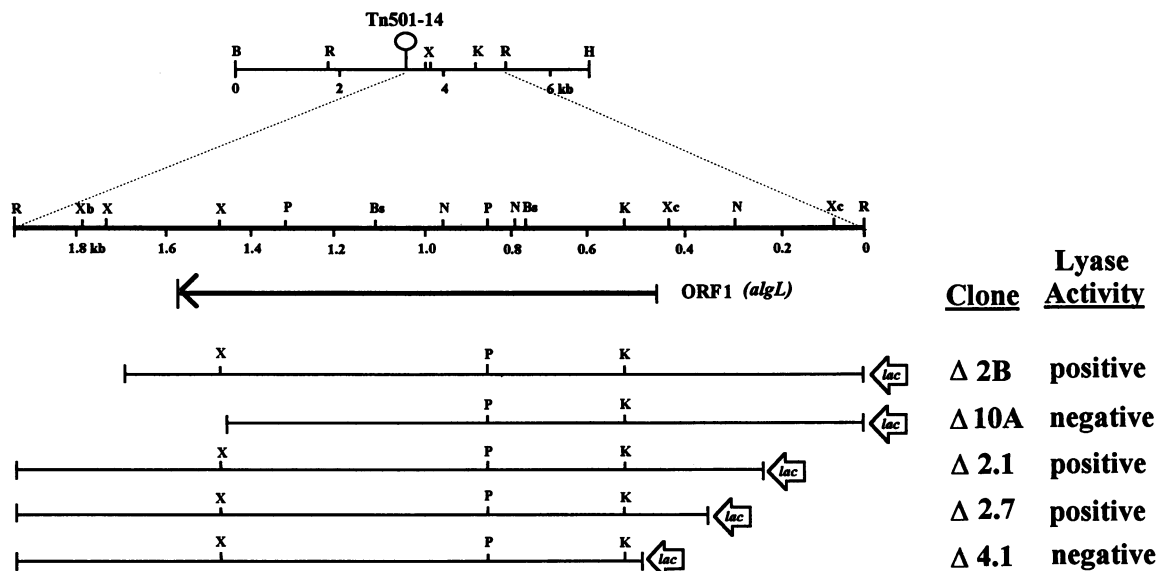 Tn501-14
B R X K R H
0 2 4 6 kb
R Xb X X P Bs N P N Bs K Xc N Xc R
1.8 kb 1.6 1.4 1.2 1.0 0.8 0.6 0.4 0.2 0
ORF1 (algL)
Clone Lyase Activity
X P K lac Δ 2B positive
P K lac Δ 10A negative
X P K lac Δ 2.1 positive
X P K lac Δ 2.7 positive
X P K lac Δ 4.1 negative